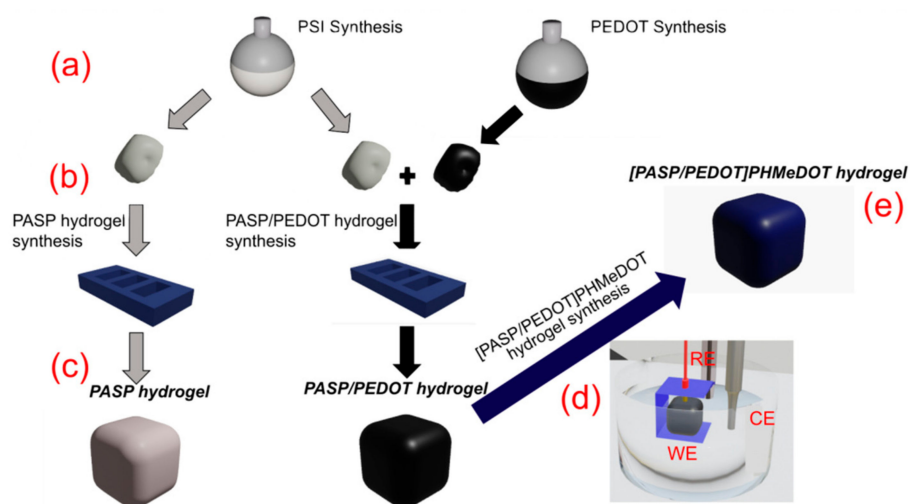 PSI Synthesis
PEDOT Synthesis
(a)
(b)
PASP hydrogel
synthesis
PASP/PEDOT hydrogel
synthesis
[PASP/PEDOT]PHMeDOT hydrogel
(e)
[PASP/PEDOT]PHMeDOT
hydrogel synthesis
(c)
PASP hydrogel
PASP/PEDOT hydrogel
(d)
RE
CE
WE